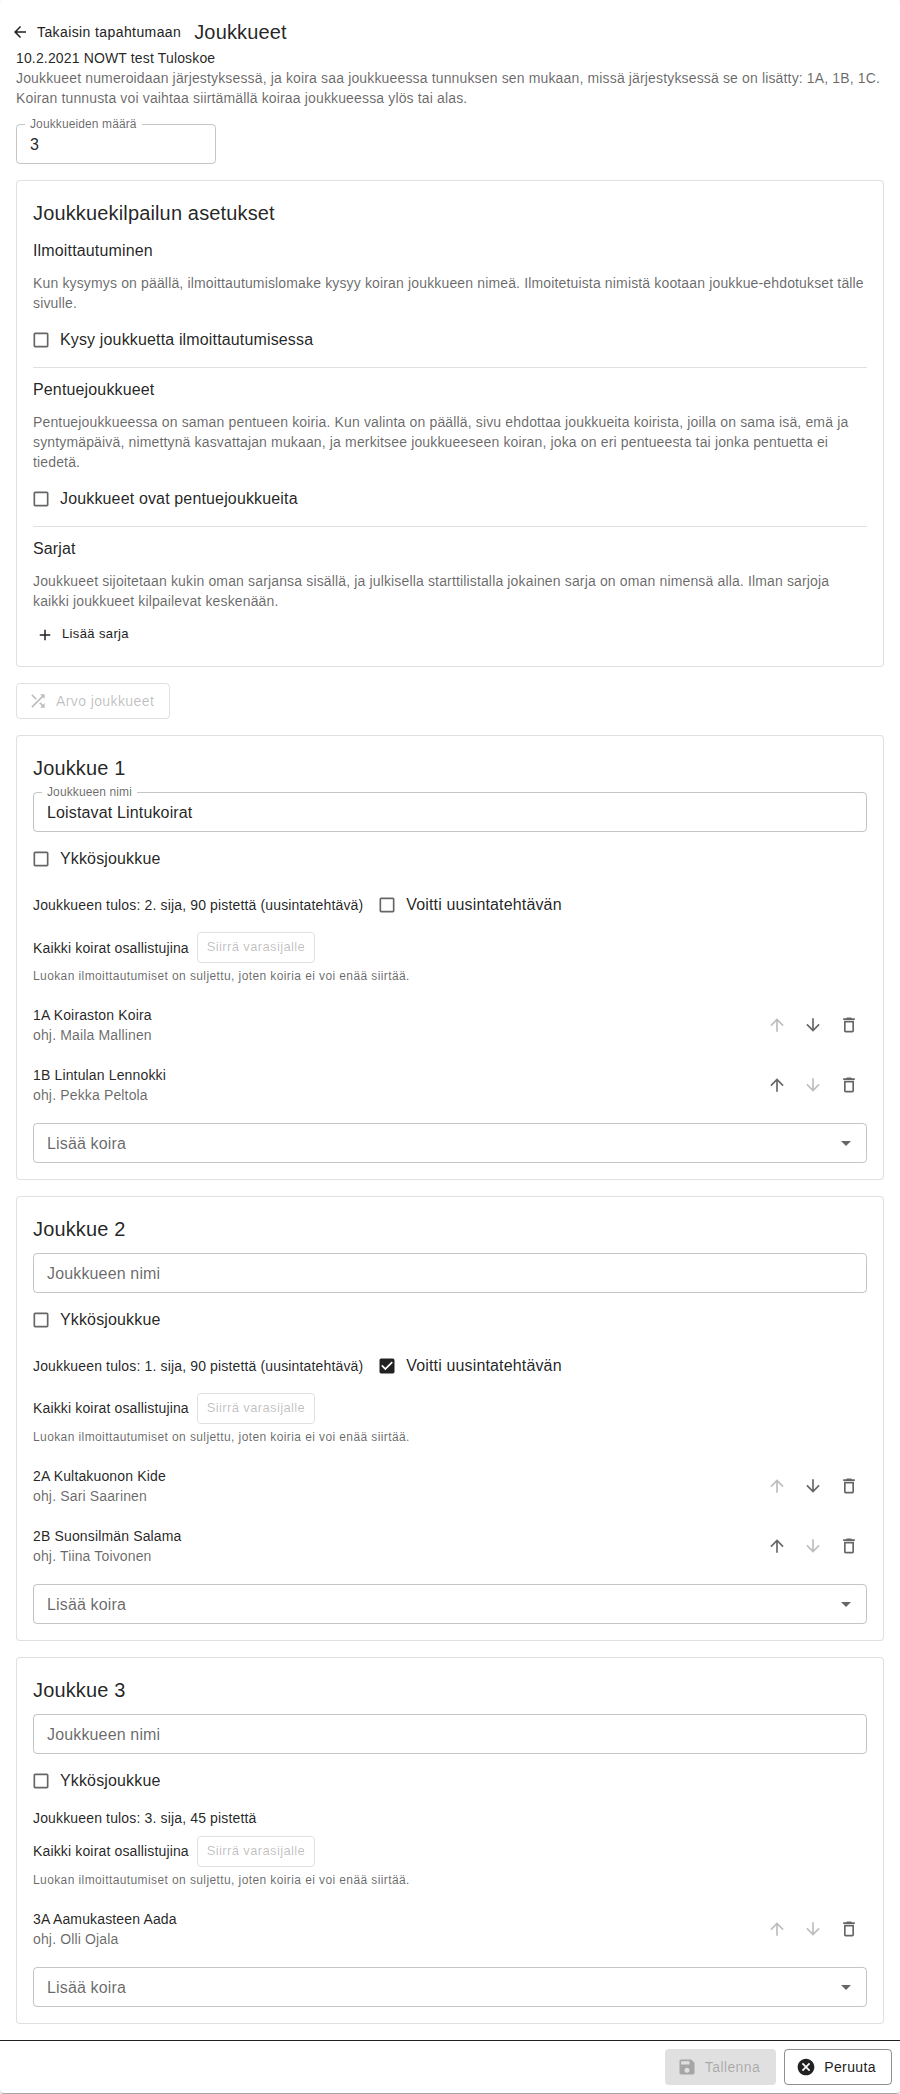 Takaisin tapahtumaan Joukkueet
10.2.2021 NOWT test Tuloskoe
Joukkueet numeroidaan järjestyksessä, ja koira saa joukkueessa tunnuksen sen mukaan, missä järjestyksessä se on lisätty: 1A, 1B, 1C.
Koiran tunnusta voi vaihtaa siirtämällä koiraa joukkueessa ylös tai alas.
Joukkueiden määrä
3
Joukkuekilpailun asetukset
Ilmoittautuminen
Kun kysymys on päällä, ilmoittautumislomake kysyy koiran joukkueen nimeä. Ilmoitetuista nimistä kootaan joukkue-ehdotukset tälle
sivulle.
Kysy joukkuetta ilmoittautumisessa
Pentuejoukkueet
Pentuejoukkueessa on saman pentueen koiria. Kun valinta on päällä, sivu ehdottaa joukkueita koirista, joilla on sama isä, emä ja
syntymäpäivä, nimettynä kasvattajan mukaan, ja merkitsee joukkueeseen koiran, joka on eri pentueesta tai jonka pentuetta ei
tiedetä.
Joukkueet ovat pentuejoukkueita
Sarjat
Joukkueet sijoitetaan kukin oman sarjansa sisällä, ja julkisella starttilistalla jokainen sarja on oman nimensä alla. Ilman sarjoja
kaikki joukkueet kilpailevat keskenään.
Lisää sarja
Arvo joukkueet
Joukkue 1
Joukkueen nimi
Loistavat Lintukoirat
Ykkösjoukkue
Joukkueen tulos: 2. sija, 90 pistettä (uusintatehtävä) Voitti uusintatehtävän
Kaikki koirat osallistujina Siirrä varasijalle
Luokan ilmoittautumiset on suljettu, joten koiria ei voi enää siirtää.
1A Koiraston Koira
ohj. Maila Mallinen
1B Lintulan Lennokki
ohj. Pekka Peltola
Lisää koira
Joukkue 2
Joukkueen nimi
Ykkösjoukkue
Joukkueen tulos: 1. sija, 90 pistettä (uusintatehtävä) Voitti uusintatehtävän
Kaikki koirat osallistujina Siirrä varasijalle
Luokan ilmoittautumiset on suljettu, joten koiria ei voi enää siirtää.
2A Kultakuonon Kide
ohj. Sari Saarinen
2B Suonsilmän Salama
ohj. Tiina Toivonen
Lisää koira
Joukkue 3
Joukkueen nimi
Ykkösjoukkue
Joukkueen tulos: 3. sija, 45 pistettä
Kaikki koirat osallistujina Siirrä varasijalle
Luokan ilmoittautumiset on suljettu, joten koiria ei voi enää siirtää.
3A Aamukasteen Aada
ohj. Olli Ojala
Lisää koira
Tallenna Peruuta